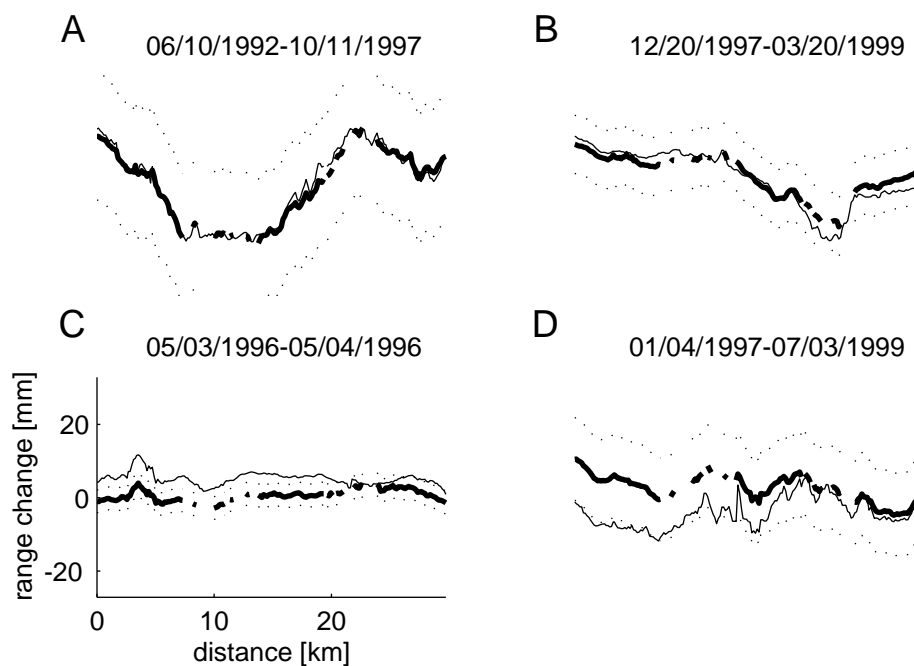 A
06/10/1992-10/11/1997
B
12/20/1997-03/20/1999
C
05/03/1996-05/04/1996
D
01/04/1997-07/03/1999
range change [mm]
20
0
-20
0
10
20
distance [km]